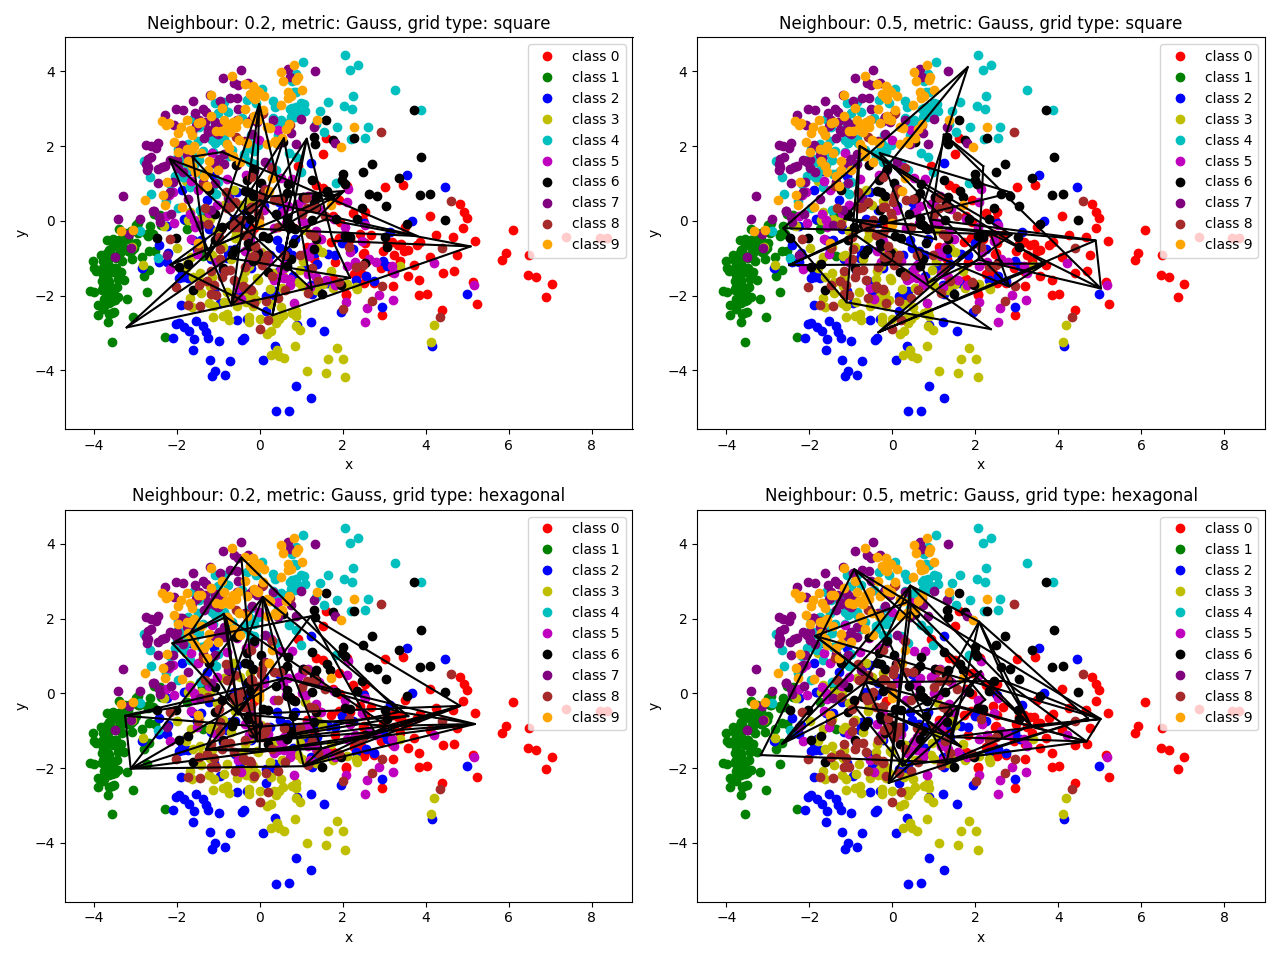 Neighbour: 0.2, metric: Gauss, grid type: square
4
2
0
−2
−4
y
−4 −2 0 2 4 6 8
x
class 0
class 1
class 2
class 3
class 4
class 5
class 6
class 7
class 8
class 9
Neighbour: 0.5, metric: Gauss, grid type: square
4
2
0
−2
−4
y
−4 −2 0 2 4 6 8
x
class 0
class 1
class 2
class 3
class 4
class 5
class 6
class 7
class 8
class 9
Neighbour: 0.2, metric: Gauss, grid type: hexagonal
4
2
0
−2
−4
y
−4 −2 0 2 4 6 8
x
class 0
class 1
class 2
class 3
class 4
class 5
class 6
class 7
class 8
class 9
Neighbour: 0.5, metric: Gauss, grid type: hexagonal
4
2
0
−2
−4
y
−4 −2 0 2 4 6 8
x
class 0
class 1
class 2
class 3
class 4
class 5
class 6
class 7
class 8
class 9